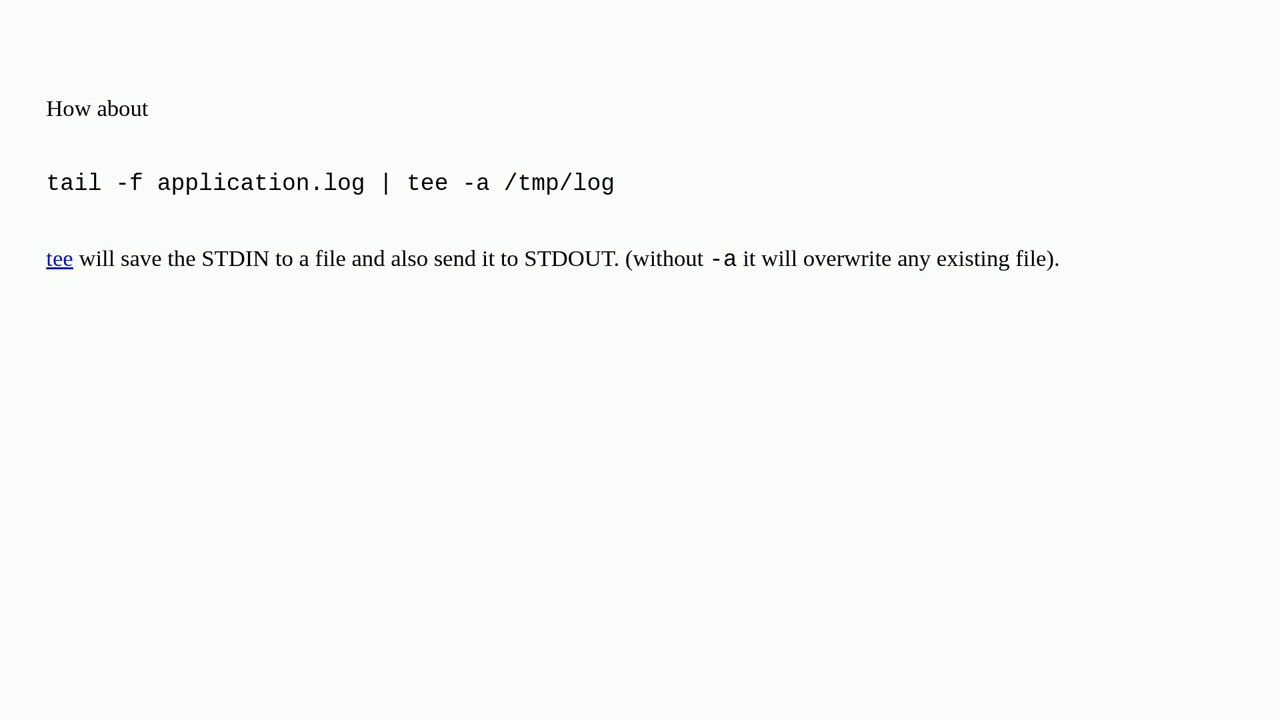 How about
tail -f application.log | tee -a /tmp/log
tee will save the STDIN to a file and also send it to STDOUT. (without -a it will overwrite any existing file).